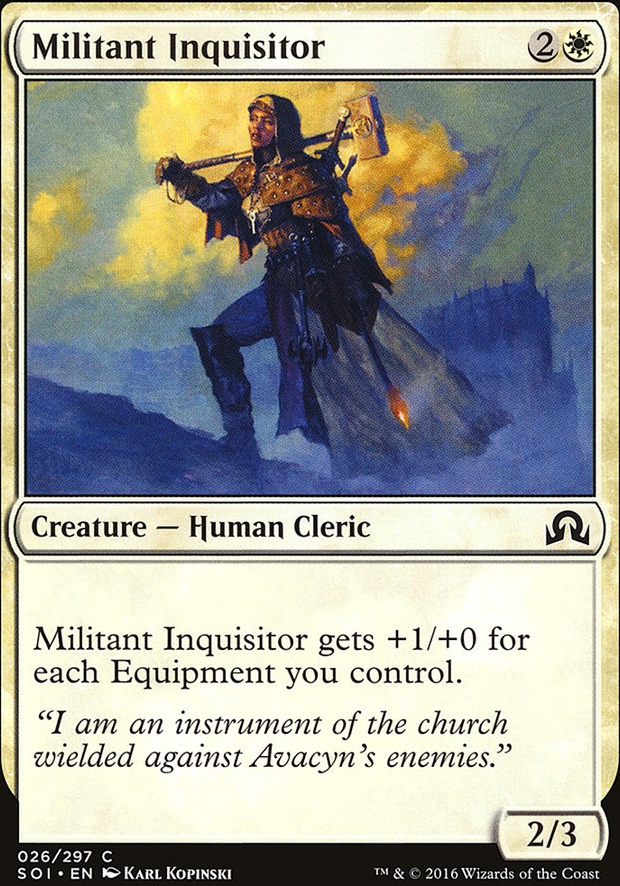 Militant Inquisitor 2
Creature — Human Cleric
Militant Inquisitor gets +1/+0 for
each Equipment you control.
“I am an instrument of the church
wielded against Avacyn’s enemies.”
2/3
026/297 C
SOI • EN Karl Kopinski
™ & © 2016 Wizards of the Coast